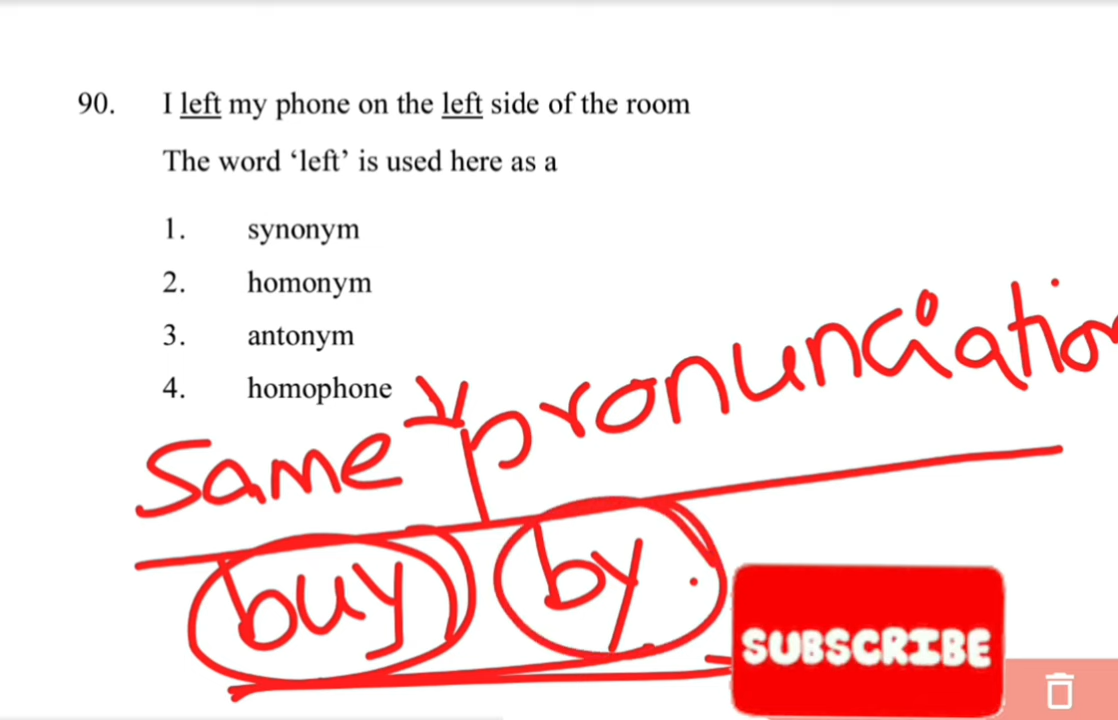 90. I left my phone on the left side of the room
The word ‘left’ is used here as a
1. synonym
2. homonym
3. antonym
4. homophone
Same pronunciation
buy by
SUBSCRIBE